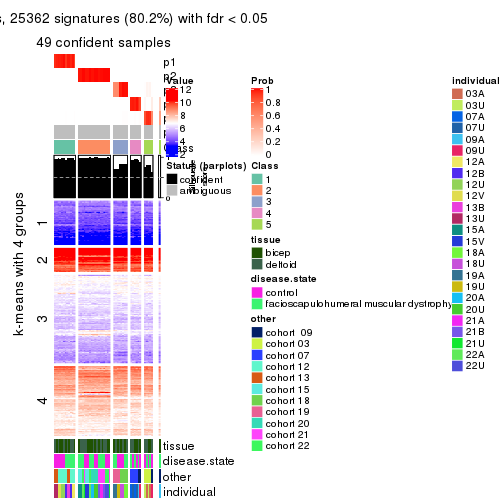 s, 25362 signatures (80.2%) with fdr < 0.05
49 confident samples
p1
p2
Value
12
10
8
6
4
2
Status (barplots)
confident
ambiguous
Prob
1
0.8
0.6
0.4
0.2
0
Class
1
2
3
4
5
tissue
bicep
deltoid
disease.state
control
facioscapulohumeral muscular dystrophy
other
cohort 09
cohort 03
cohort 07
cohort 12
cohort 13
cohort 15
cohort 18
cohort 19
cohort 20
cohort 21
cohort 22
individual
03A
03U
07A
07U
09A
09U
12A
12B
12U
12V
13B
13U
15A
15V
18A
18U
19A
19U
20A
20U
21A
21B
21U
22A
22U
k-means with 4 groups
1
2
3
4
tissue
disease.state
other
individual